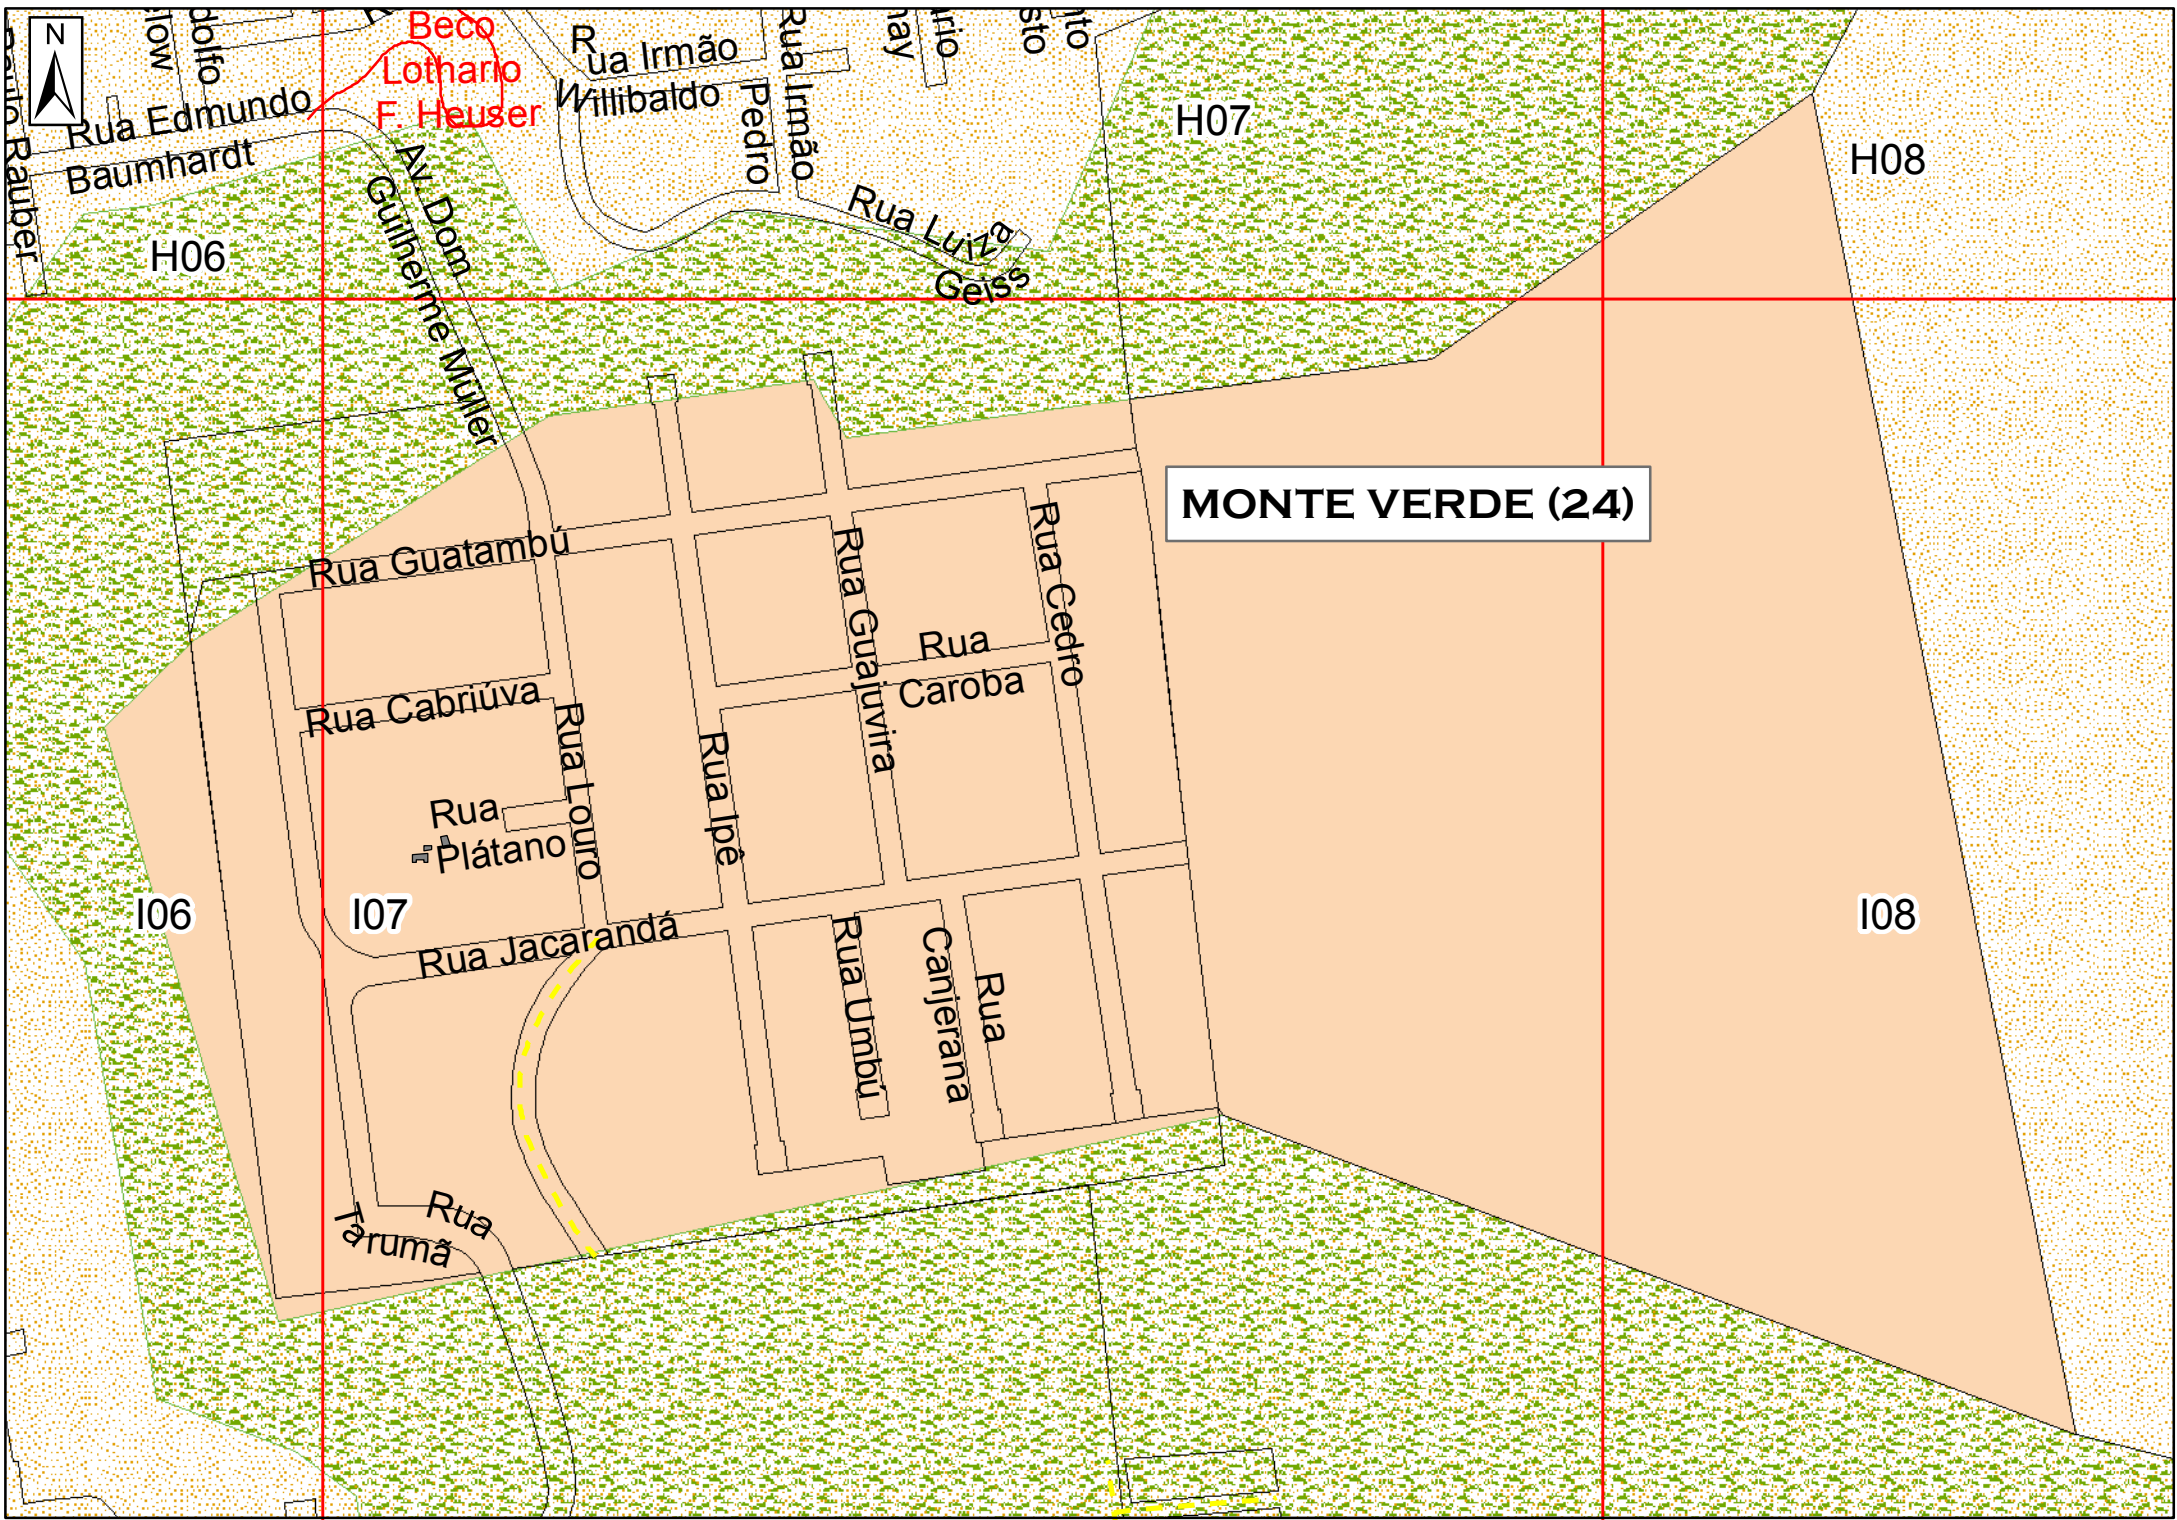 N
Beco
Lothario
F. Heuser
Rua Edmundo
Baumhardt
Rauber
Av. Dom
Guilherme Müller
Rua Irmão
Willibaldo
Rua Irmão
Pedro
Rua Luiza
Geiss
H06
H07
H08
MONTE VERDE (24)
Rua Guatambú
Rua Cabriúva
Rua Louro
Rua
Plátano
Rua Ipê
Rua Guajuvira
Rua Cedro
Rua
Caroba
I06
I07
I08
Rua Jacarandá
Rua Umbú
Rua
Canjerana
Rua
Tarumã